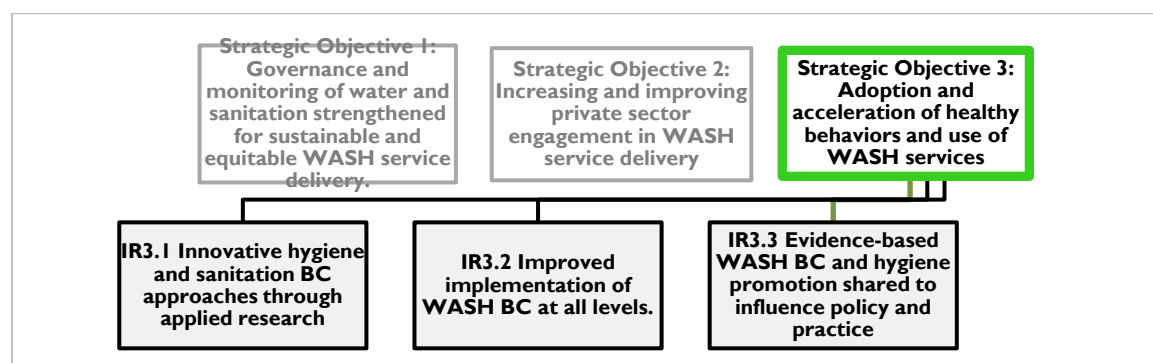 Strategic Objective 1:
Governance and
monitoring of water and
sanitation strengthened
for sustainable and
equitable WASH service
delivery.
Strategic Objective 2:
Increasing and improving
private sector
engagement in WASH
service delivery
Strategic Objective 3:
Adoption and
acceleration of healthy
behaviors and use of
WASH services
IR3.1 Innovative hygiene
and sanitation BC
approaches through
applied research
IR3.2 Improved
implementation of
WASH BC at all levels.
IR3.3 Evidence-based
WASH BC and hygiene
promotion shared to
influence policy and
practice